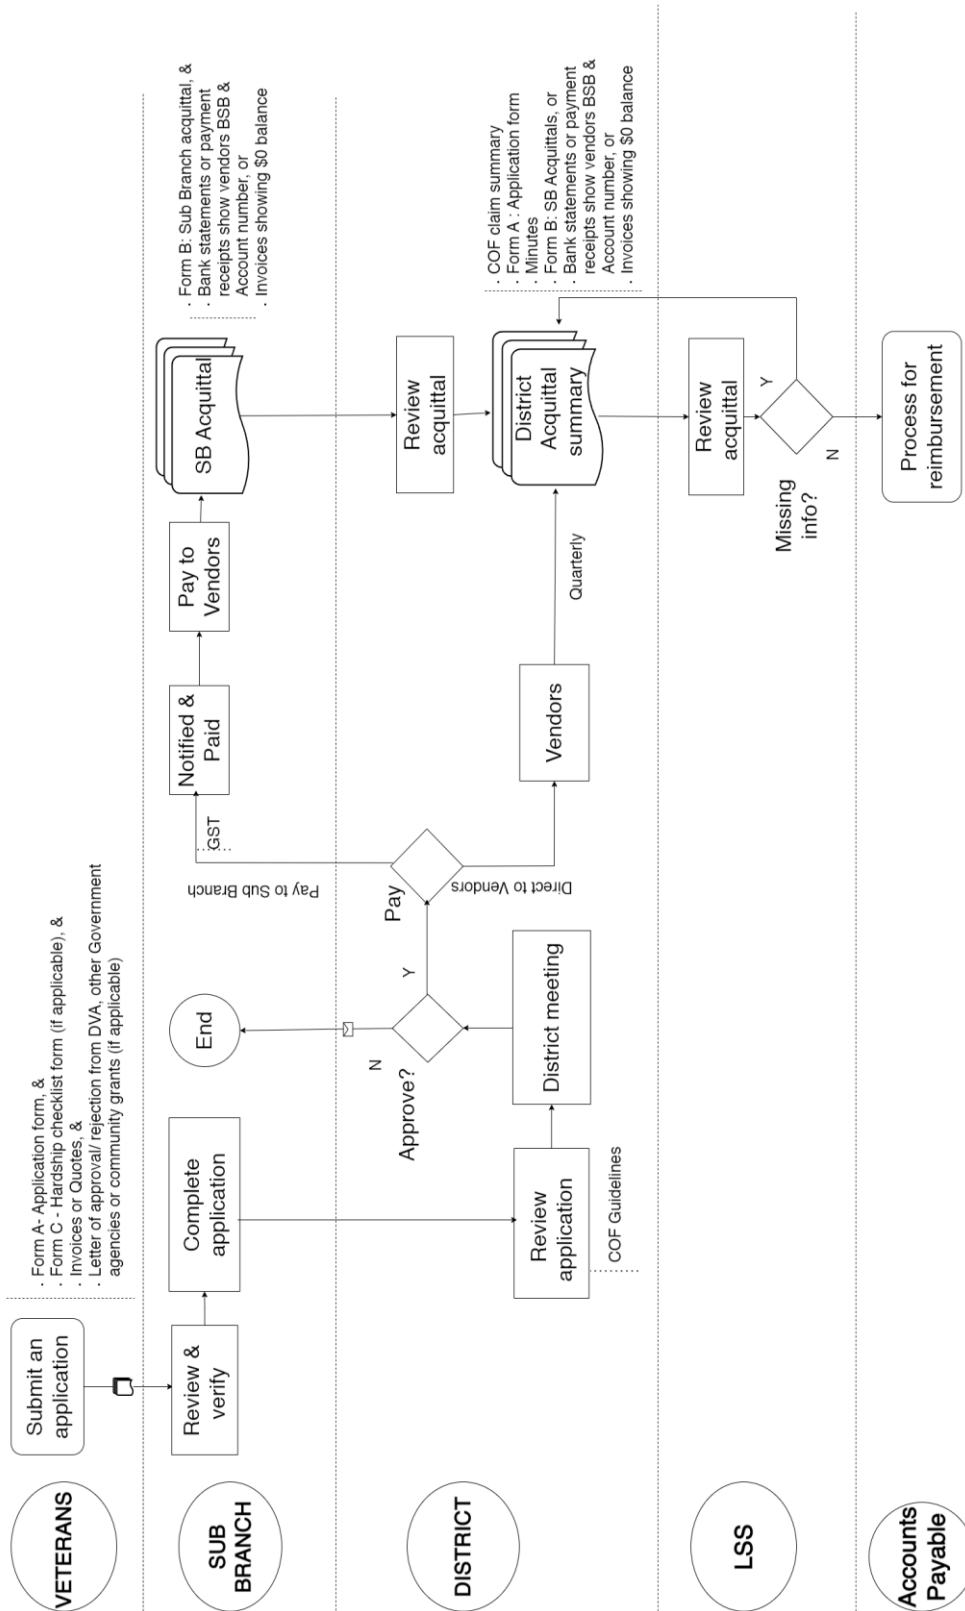 VETERANS
Submit an
application
· Form A- Application form, &
· Form C - Hardship checklist form (if applicable), &
· Invoices or Quotes, &
· Letter of approval/ rejection from DVA, other Government
agencies or community grants (if applicable)
SUB
BRANCH
Review &
verify
Complete
application
End
Notified &
Paid
GST
Pay to
Vendors
SB Acquittal
· Form B: Sub Branch acquittal, &
· Bank statements or payment
receipts show vendors BSB &
Account number, or
· Invoices showing $0 balance
Pay to Sub Branch
DISTRICT
Review
application
COF Guidelines
District meeting
Approve?
N
Y
Pay
Direct to Vendors
Vendors
Quarterly
Review
acquittal
District
Acquittal
summary
· COF claim summary
· Form A : Application form
· Minutes
· Form B: SB Acquittals, or
· Bank statements or payment
receipts show vendors BSB &
Account number, or
· Invoices showing $0 balance
LSS
Review
acquittal
Missing
info?
Y
N
Accounts
Payable
Process for
reimbursement